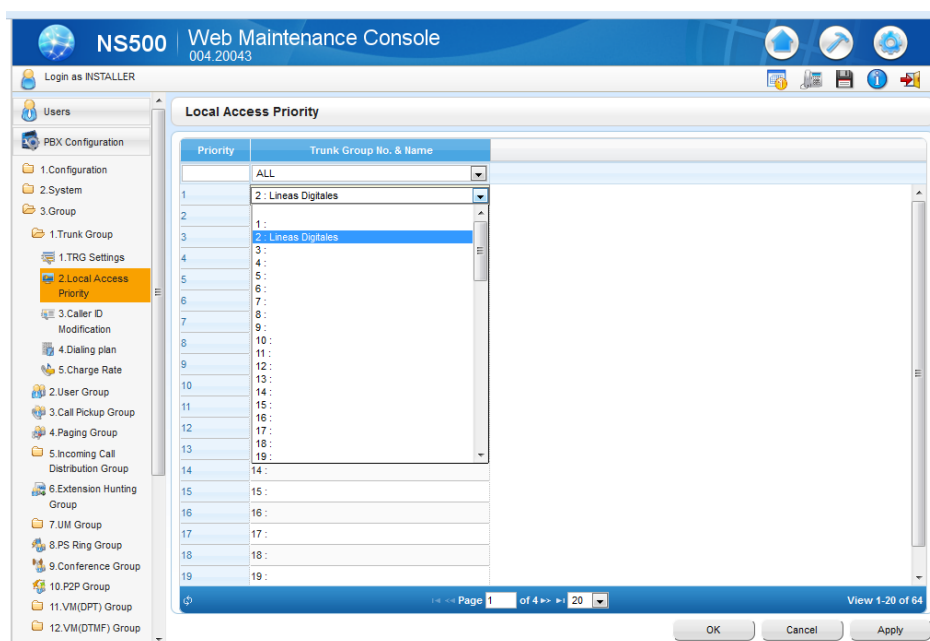 NS500
Web Maintenance Console
004.20043
Login as INSTALLER
Users
PBX Configuration
1.Configuration
2.System
3.Group
1.Trunk Group
1.TRG Settings
2.Local Access
Priority
3.Caller ID
Modification
4.Dialing plan
5.Charge Rate
2.User Group
3.Call Pickup Group
4.Paging Group
5.Incoming Call
Distribution Group
6.Extension Hunting
Group
7.UM Group
8.PS Ring Group
9.Conference Group
10.P2P Group
11.VM(DPT) Group
12.VM(DTMF) Group
Local Access Priority
Priority Trunk Group No. & Name
ALL
1 2 : Lineas Digitales
2
3
4
5
6
7
8
9
10
11
12
13
1 :
2 : Lineas Digitales
3 :
4 :
5 :
6 :
7 :
8 :
9 :
10 :
11 :
12 :
13 :
14 :
15 :
16 :
17 :
18 :
19 :
14 14 :
15 15 :
16 16 :
17 17 :
18 18 :
19 19 :
Page 1 of 4 20 View 1-20 of 64
OK Cancel Apply